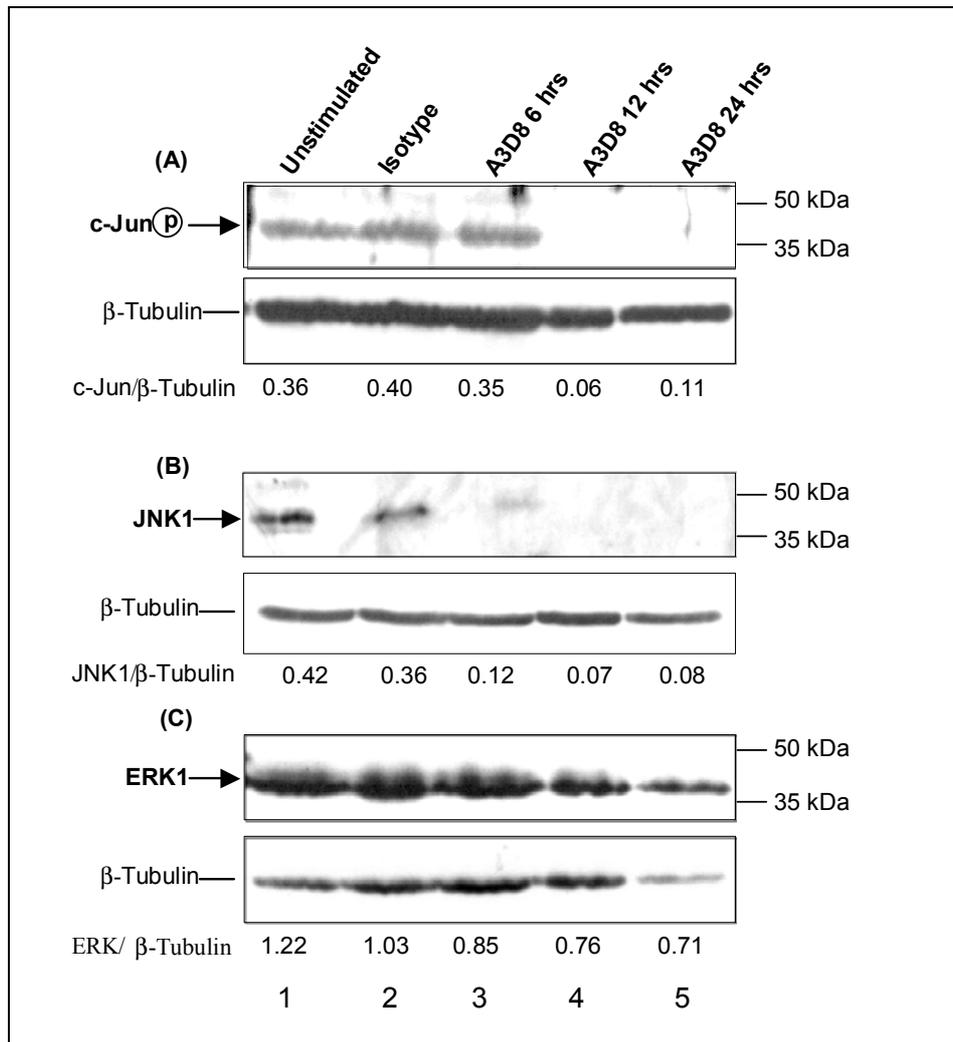 Unstimulated
Isotype
A3D8 6 hrs
A3D8 12 hrs
A3D8 24 hrs
(A)
c-Jun p
50 kDa
35 kDa
β-Tubulin
c-Jun/β-Tubulin 0.36 0.40 0.35 0.06 0.11
(B)
JNK1
50 kDa
35 kDa
β-Tubulin
JNK1/β-Tubulin 0.42 0.36 0.12 0.07 0.08
(C)
ERK1
50 kDa
35 kDa
β-Tubulin
ERK/ β-Tubulin 1.22 1.03 0.85 0.76 0.71
1 2 3 4 5